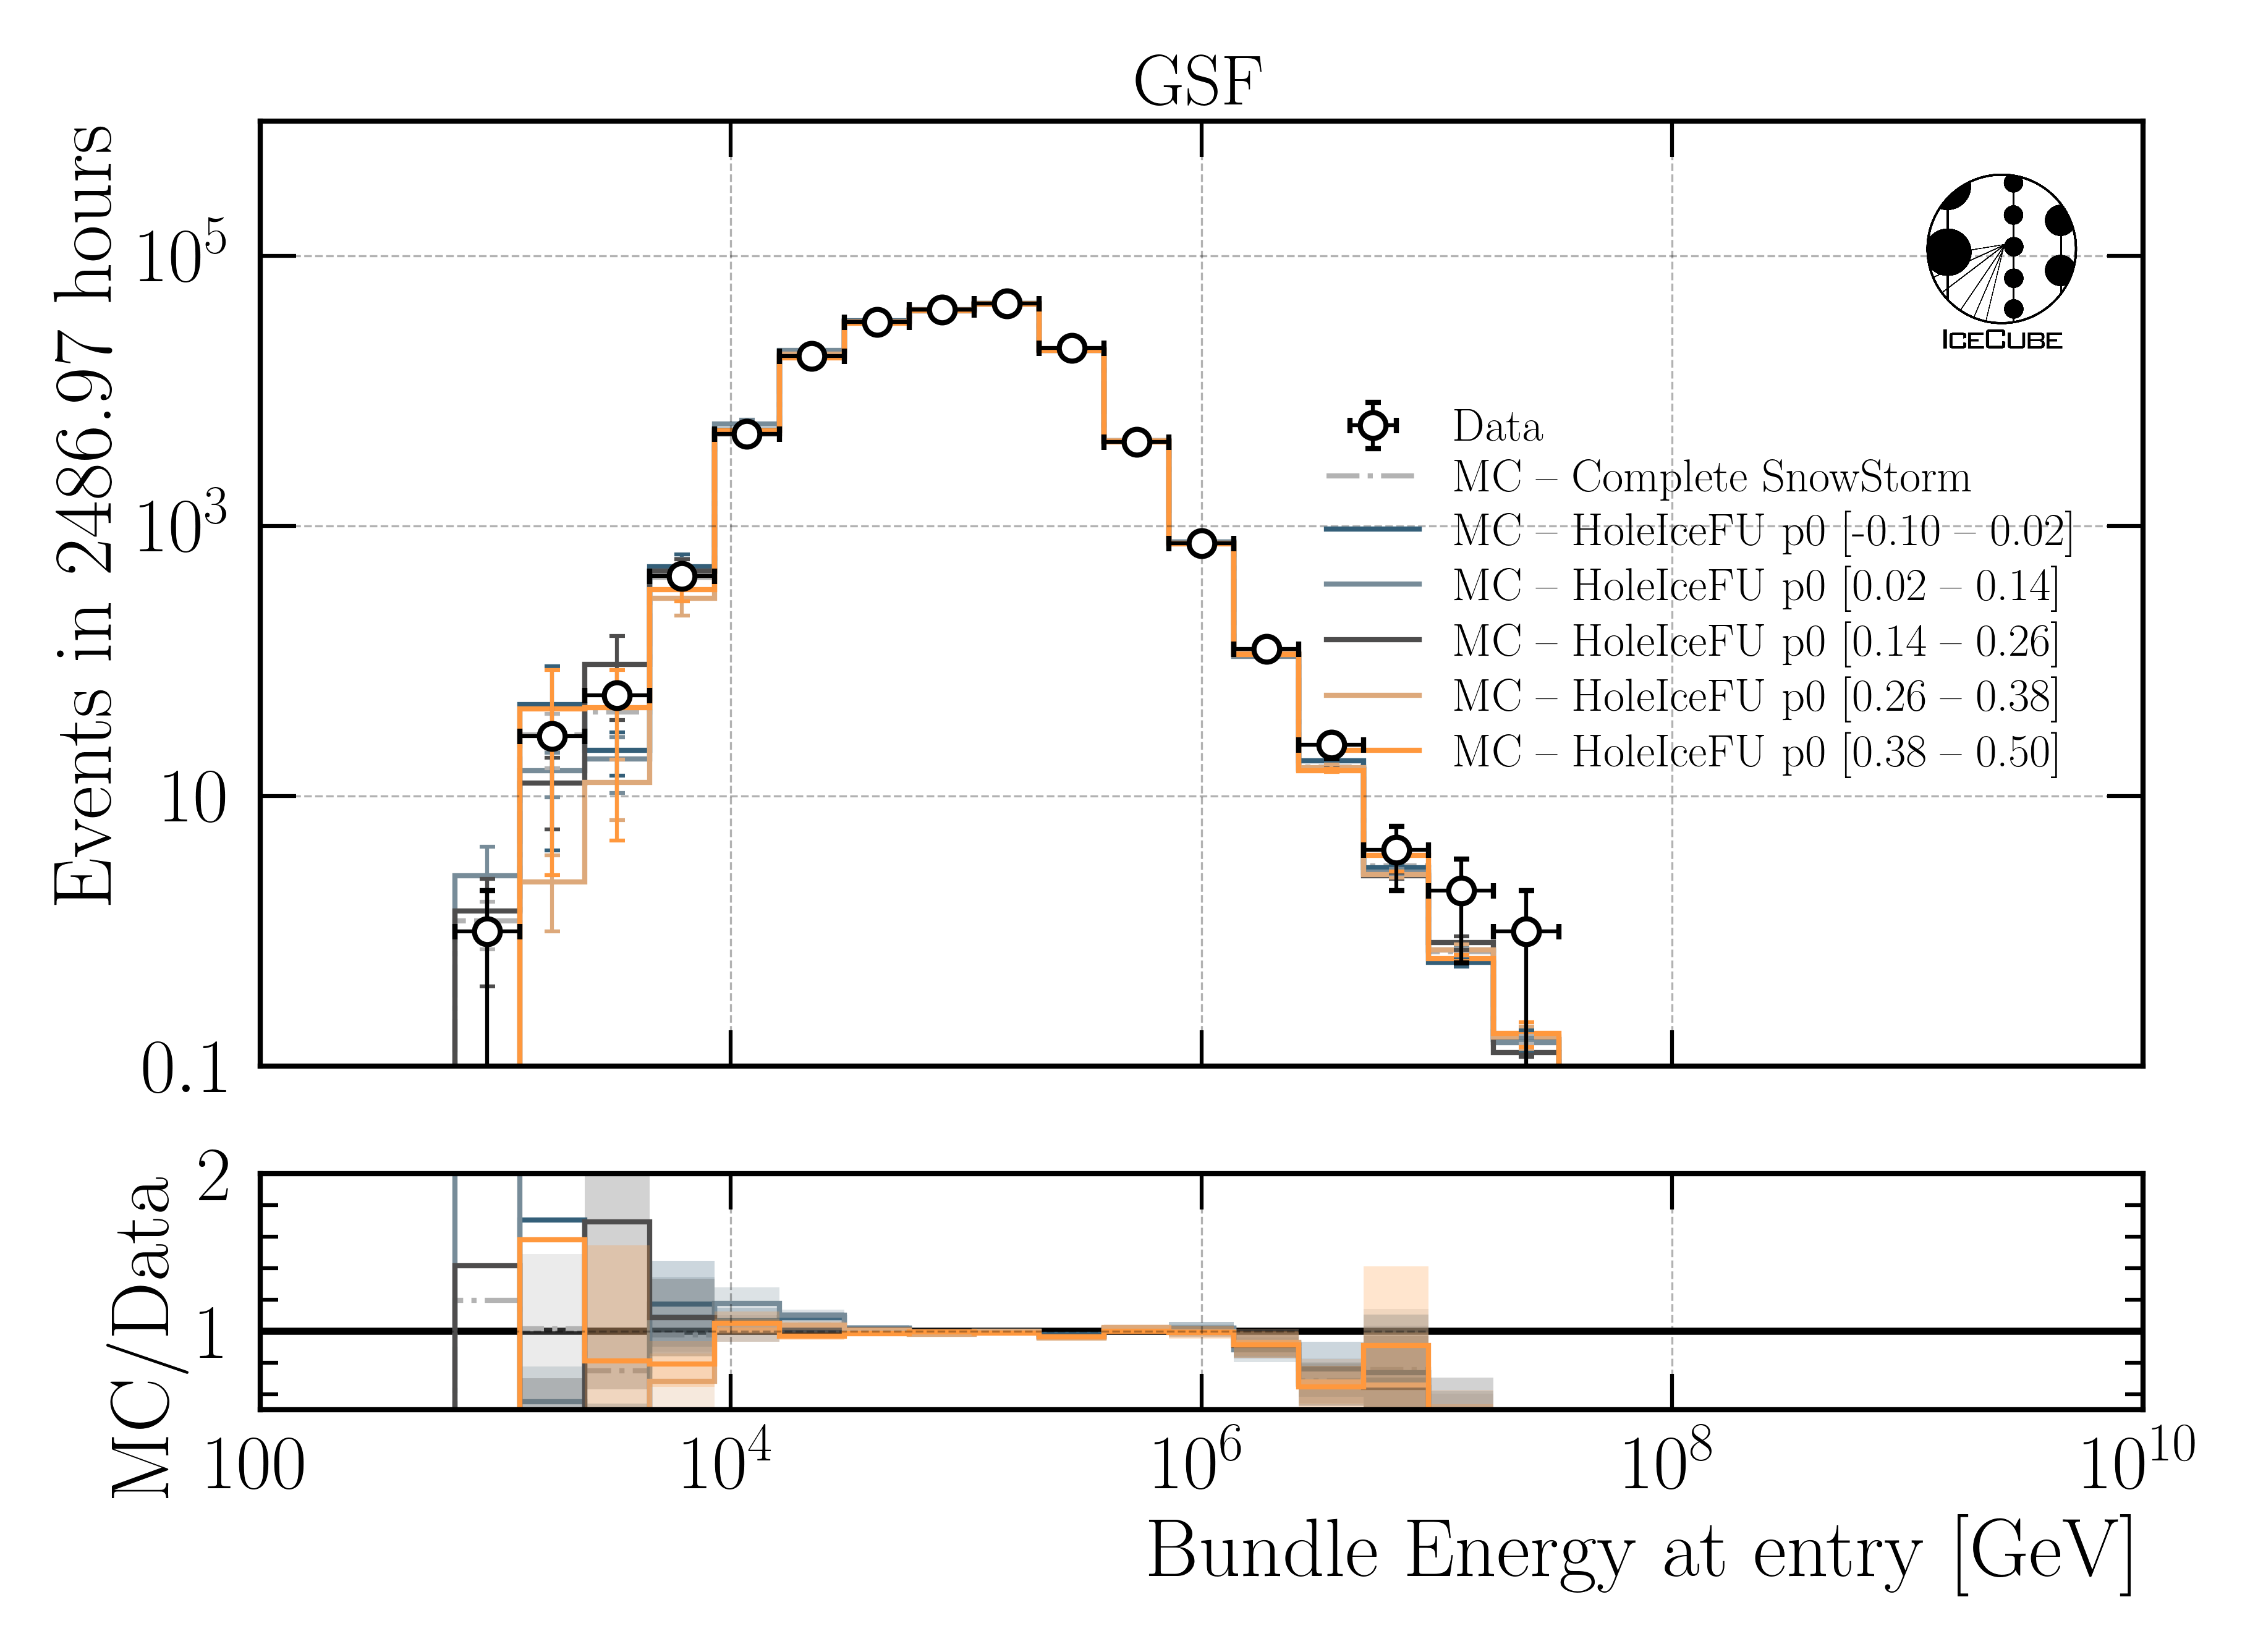 GSF
Events in 2486.97 hours
10^5
10^3
10
0.1
ICECUBE
Data
MC – Complete SnowStorm
MC – HoleIceFU p0 [-0.10 – 0.02]
MC – HoleIceFU p0 [0.02 – 0.14]
MC – HoleIceFU p0 [0.14 – 0.26]
MC – HoleIceFU p0 [0.26 – 0.38]
MC – HoleIceFU p0 [0.38 – 0.50]
MC/Data
2
1
100 10^4 10^6 10^8 10^10
Bundle Energy at entry [GeV]